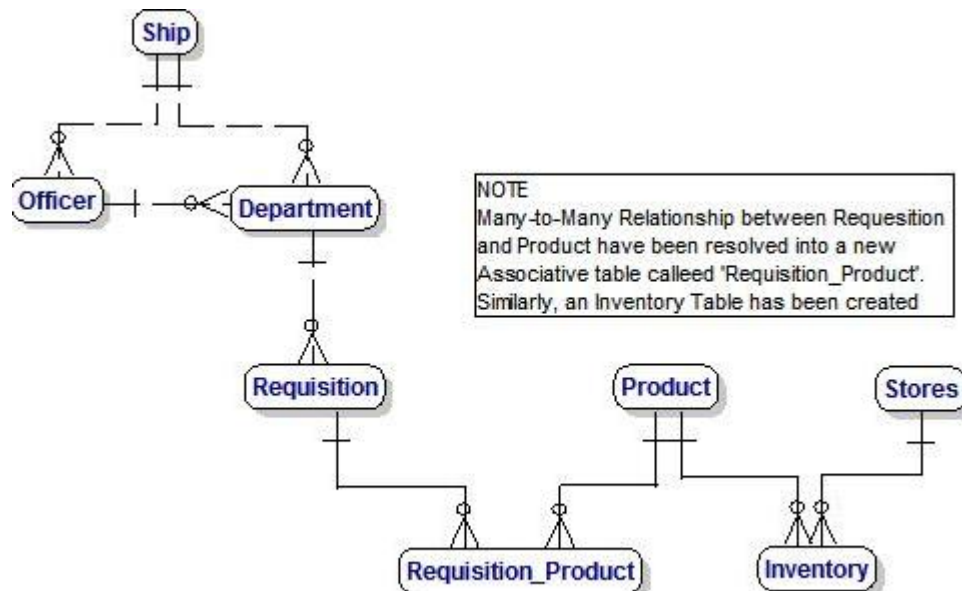 Ship
Officer
Department
NOTE
Many-to-Many Relationship between Requesition
and Product have been resolved into a new
Associative table calleed 'Requisition_Product'.
Similarly, an Inventory Table has been created
Requisition
Product
Stores
Requisition_Product
Inventory